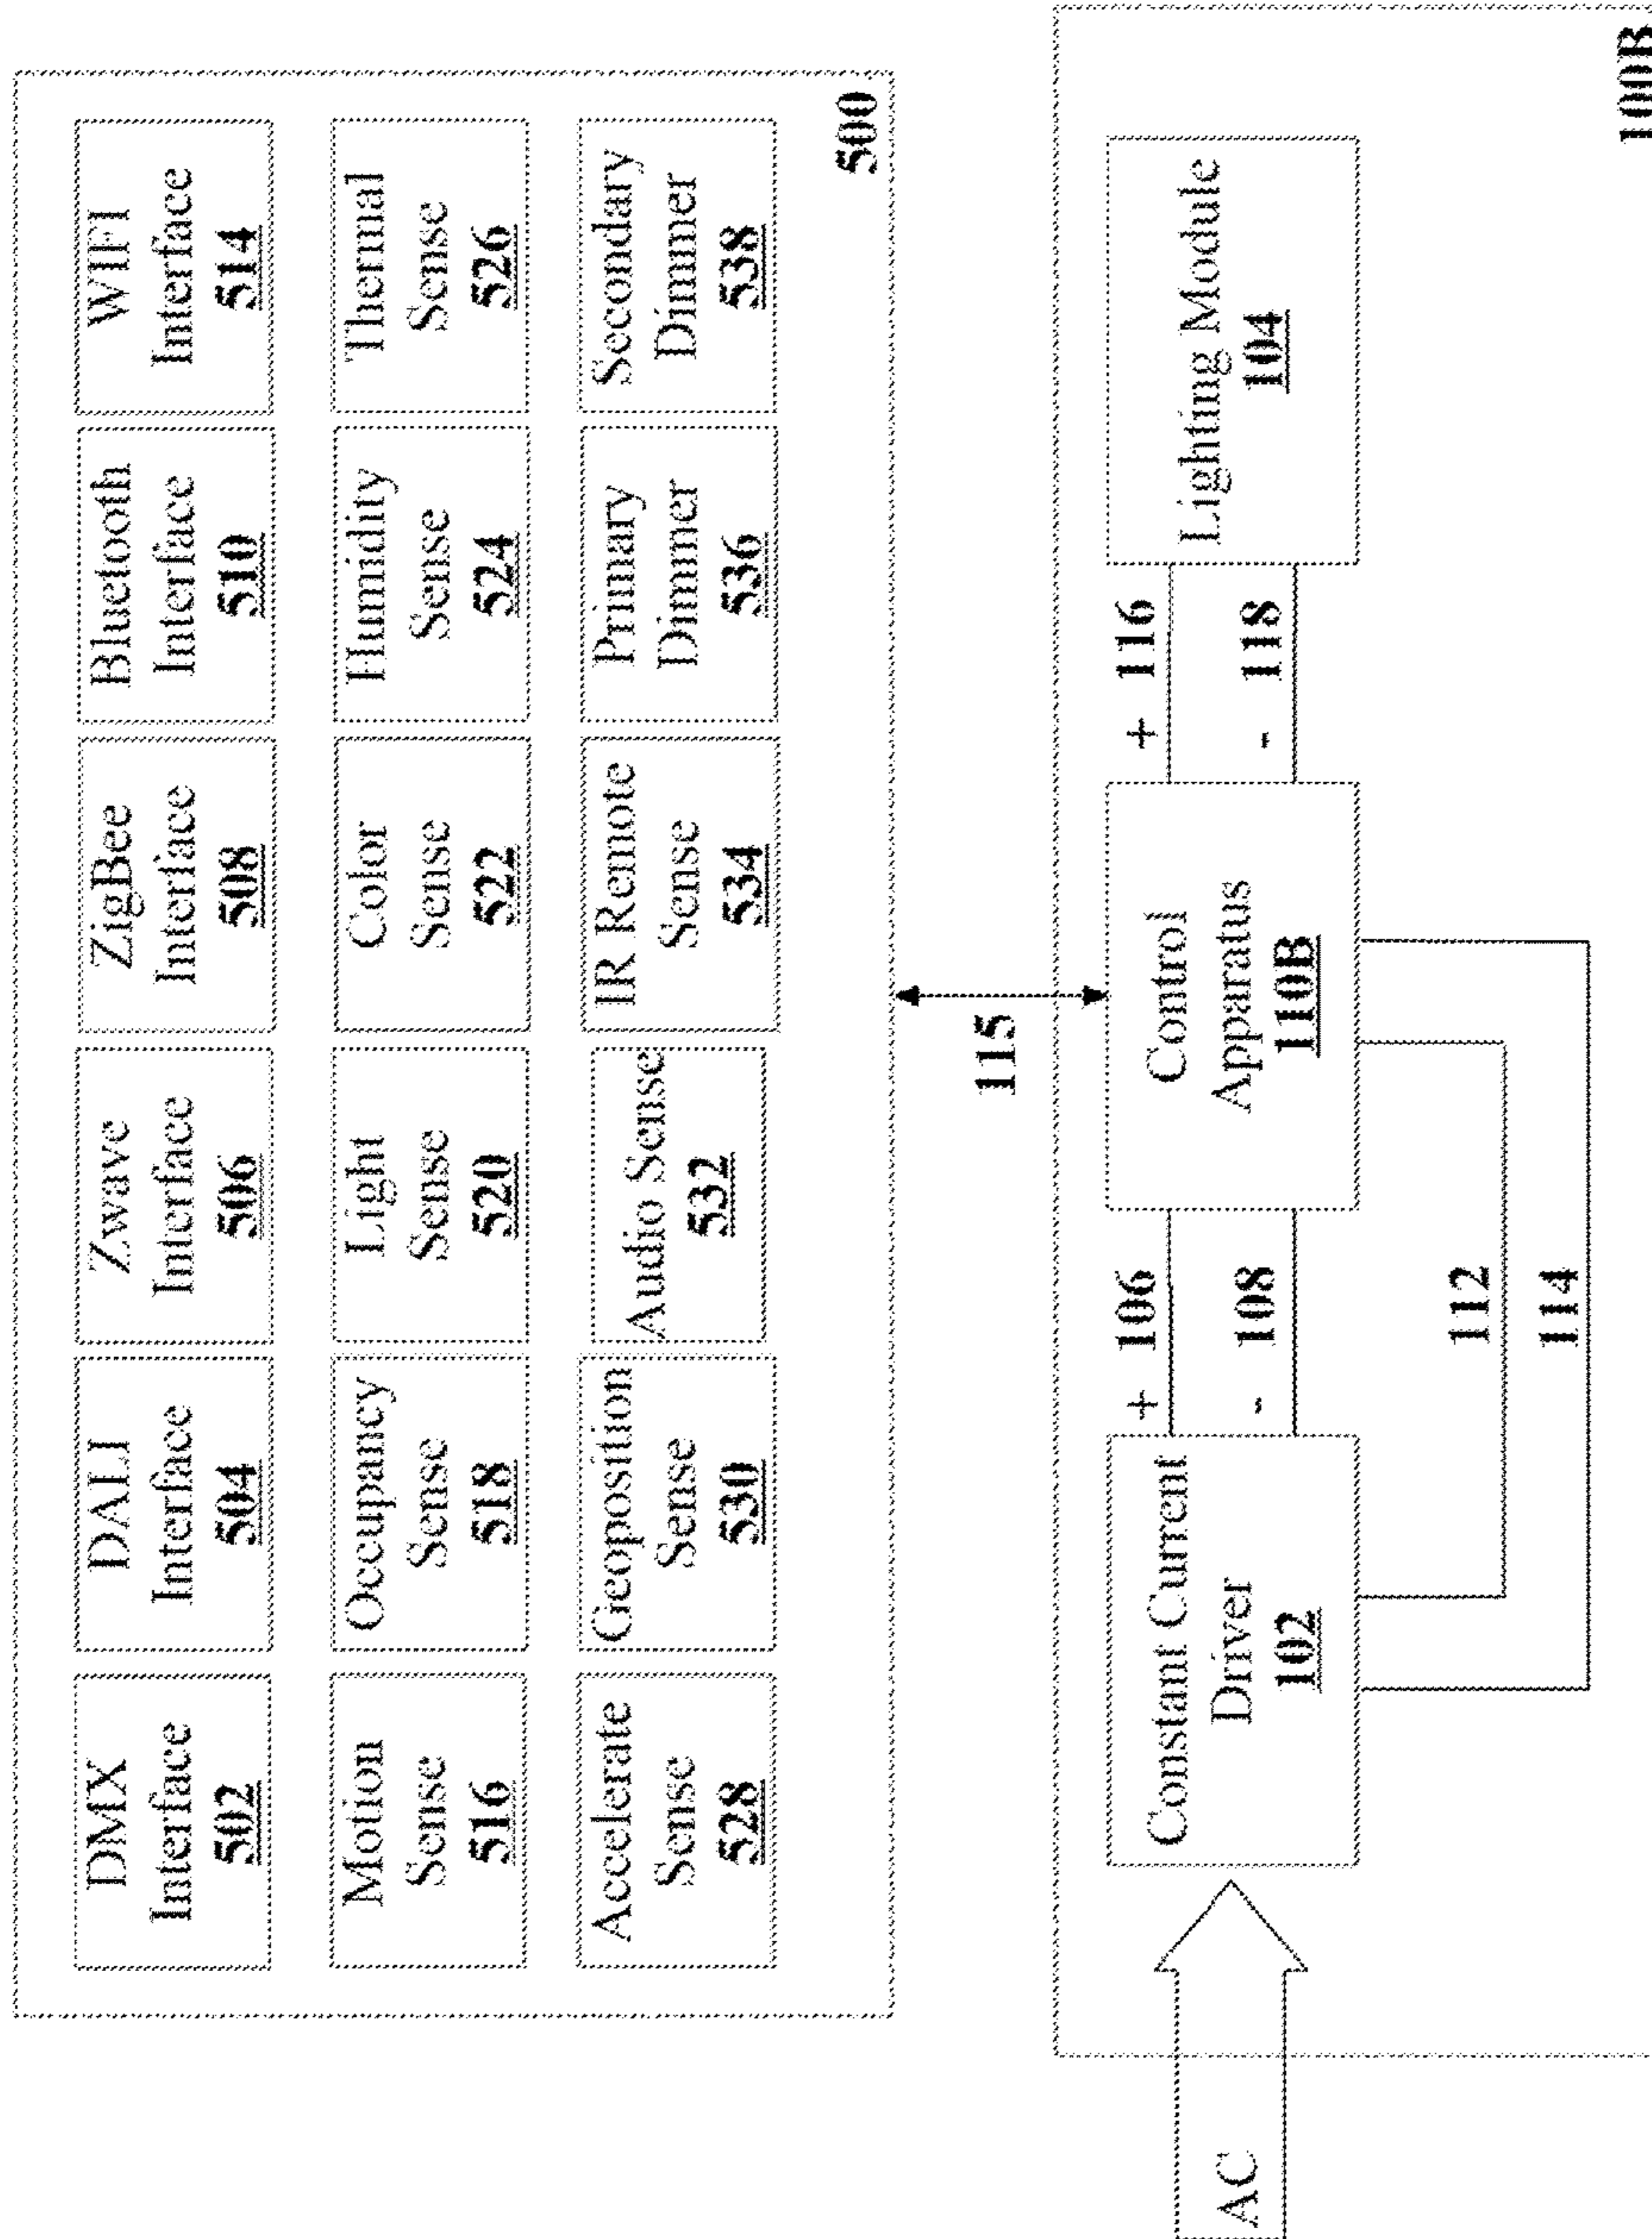 DMX
Interface
502
DALI
Interface
504
Zwave
Interface
506
ZigBee
Interface
508
Bluetooth
Interface
510
WIFI
Interface
514
Motion
Sense
516
Occupancy
Sense
518
Light
Sense
520
Color
Sense
522
Humidity
Sense
524
Thermal
Sense
526
Accelerate
Sense
528
Geoposition
Sense
530
Audio Sense
532
IR Remote
Sense
534
Primary
Dimmer
536
Secondary
Dimmer
538
500
115
AC
Constant Current
Driver
102
+ 106
- 108
Control
Apparatus
110B
+ 116
- 118
Lighting Module
104
112
114
100B